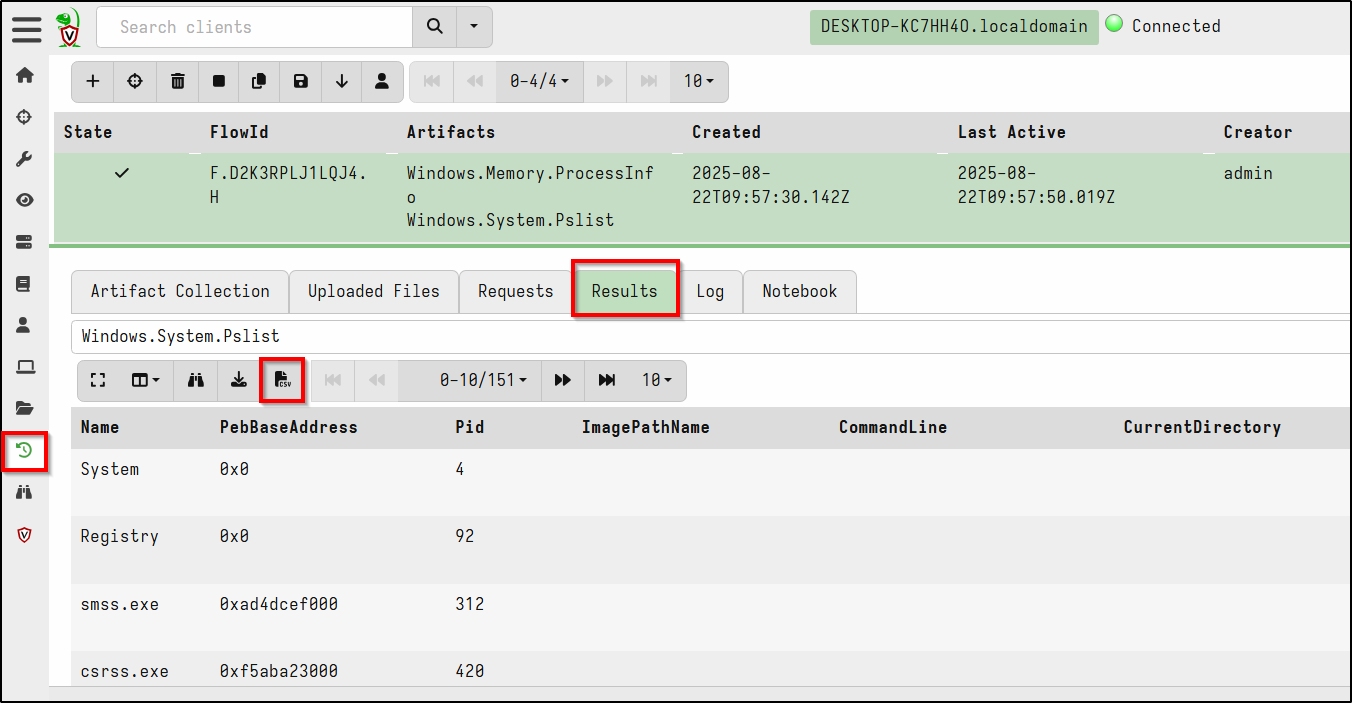 Search clients
DESKTOP-KC7HH4O.localdomain Connected
0-4/4 10
State FlowId Artifacts Created Last Active Creator
F.D2K3RPLJ1LQJ4. Windows.Memory.ProcessInf 2025-08- 2025-08- admin
H o 22T09:57:30.142Z 22T09:57:50.019Z
Windows.System.Pslist
Artifact Collection Uploaded Files Requests Results Log Notebook
Windows.System.Pslist
CSV 0-10/151 10
Name PebBaseAddress Pid ImagePathName CommandLine CurrentDirectory
System 0x0 4
Registry 0x0 92
smss.exe 0xad4dcef000 312
csrss.exe 0xf5aba23000 420